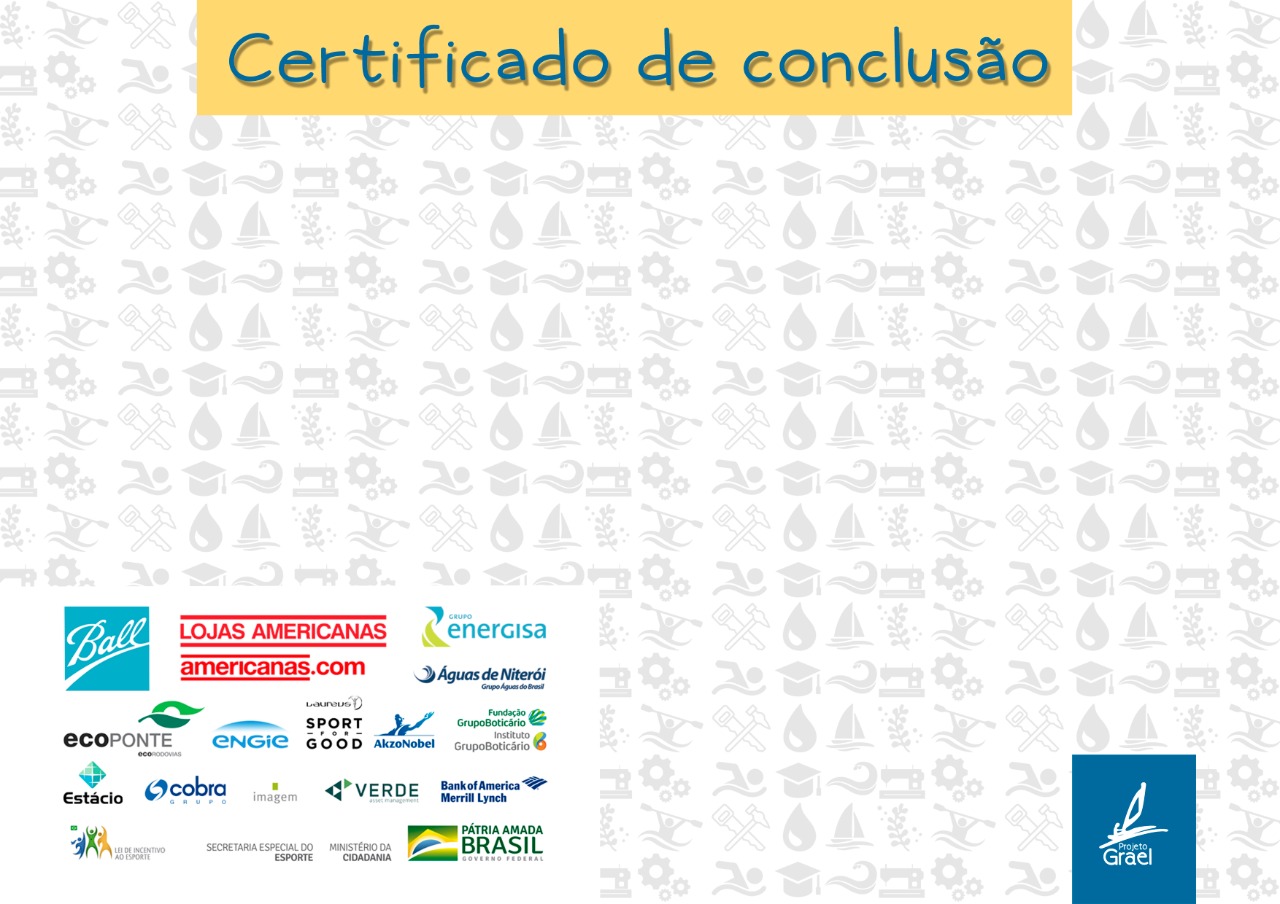 Certificado de conclusão
Ball
LOJAS AMERICANAS
americanas.com
GRUPO
energisa
Águas de Niterói
Grupo Águas do Brasil
ecoPONTE
ecoRODOVIAS
ENGIE
LAUREUS
SPORT
FOR
GOOD
AkzoNobel
Fundação
GrupoBoticário
Instituto
GrupoBoticário
Estácio
cobra
GRUPO
imagem
VERDE
asset management
Bank of America
Merrill Lynch
LEI DE INCENTIVO
AO ESPORTE
SECRETARIA ESPECIAL DO
ESPORTE
MINISTÉRIO DA
CIDADANIA
PÁTRIA AMADA
BRASIL
GOVERNO FEDERAL
Projeto
Grael